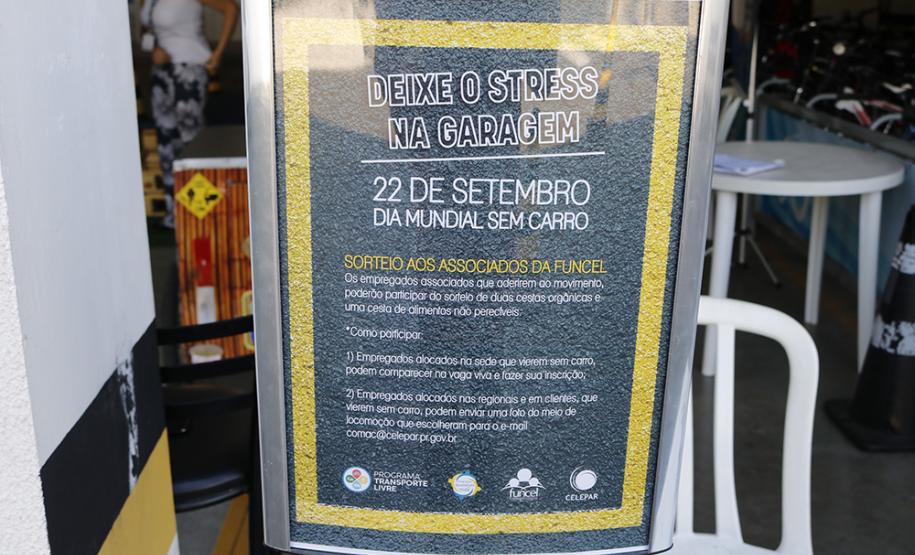 DEIXE O STRESS
NA GARAGEM
22 DE SETEMBRO
DIA MUNDIAL SEM CARRO
SORTEIO AOS ASSOCIADOS DA FUNCEL
Os empregados associados que aderirem ao movimento,
poderão participar do sorteio de duas cestas orgânicas e
uma cesta de alimentos não perecíveis.
*Como participar:
1) Empregados alocados na sede que vierem sem carro,
podem comparecer na vaga viva e fazer sua inscrição;
2) Empregados alocados nas regionais e em clientes, que
vierem sem carro, podem enviar uma foto do meio de
locomoção que escolheram para o e-mail
comac@celepar.pr.gov.br
PROGRAMA
TRANSPORTE
LIVRE
funcel
CELEPAR